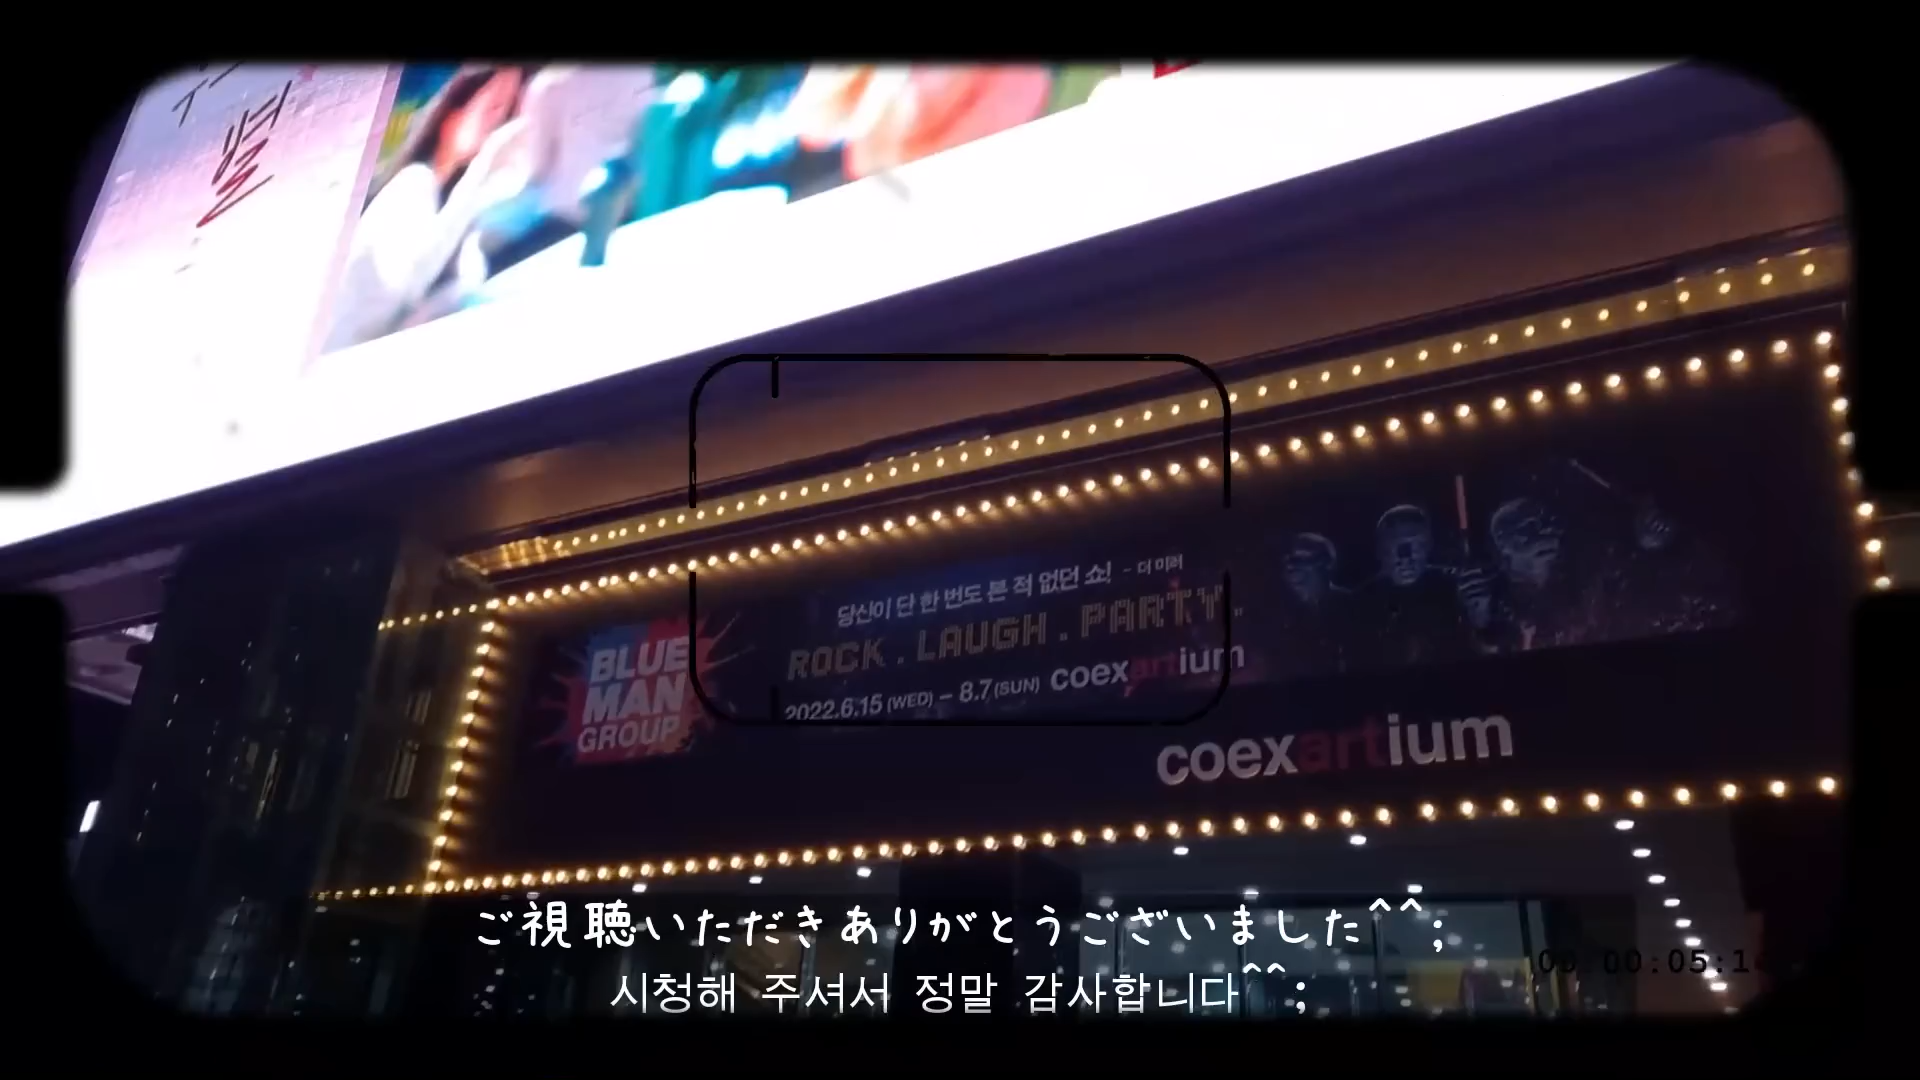 별
당신이 단 한 번도 본 적 없던 쇼! - 더 미러
ROCK . LAUGH . PARTY.
2022.6.15 (WED) – 8.7 (SUN) coexartium
BLUE
MAN
GROUP
coexartium
ご視聴いただきありがとうございました^^;
시청해 주셔서 정말 감사합니다^^;